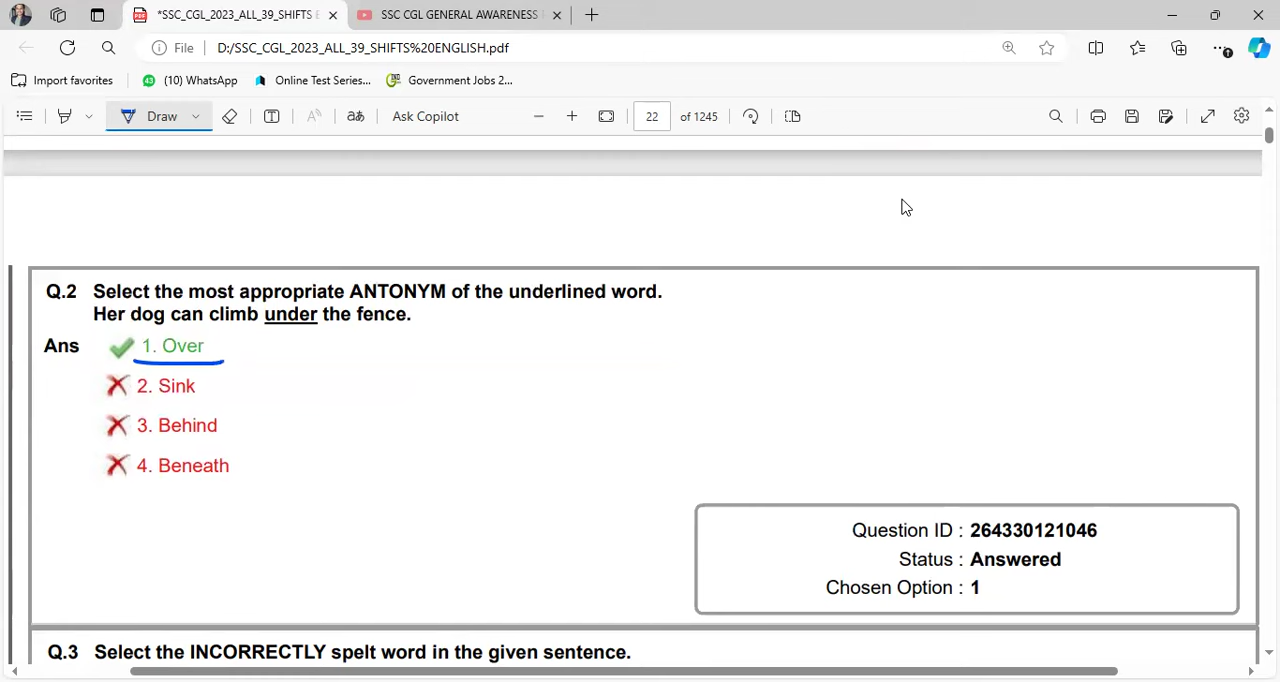 *SSC_CGL_2023_ALL_39_SHIFTS E
SSC CGL GENERAL AWARENESS
File D:/SSC_CGL_2023_ALL_39_SHIFTS%20ENGLISH.pdf
Import favorites (10) WhatsApp Online Test Series... Government Jobs 2...
Draw Ask Copilot 22 of 1245
Q.2 Select the most appropriate ANTONYM of the underlined word.
Her dog can climb under the fence.
Ans 1. Over
2. Sink
3. Behind
4. Beneath
Question ID : 264330121046
Status : Answered
Chosen Option : 1
Q.3 Select the INCORRECTLY spelt word in the given sentence.